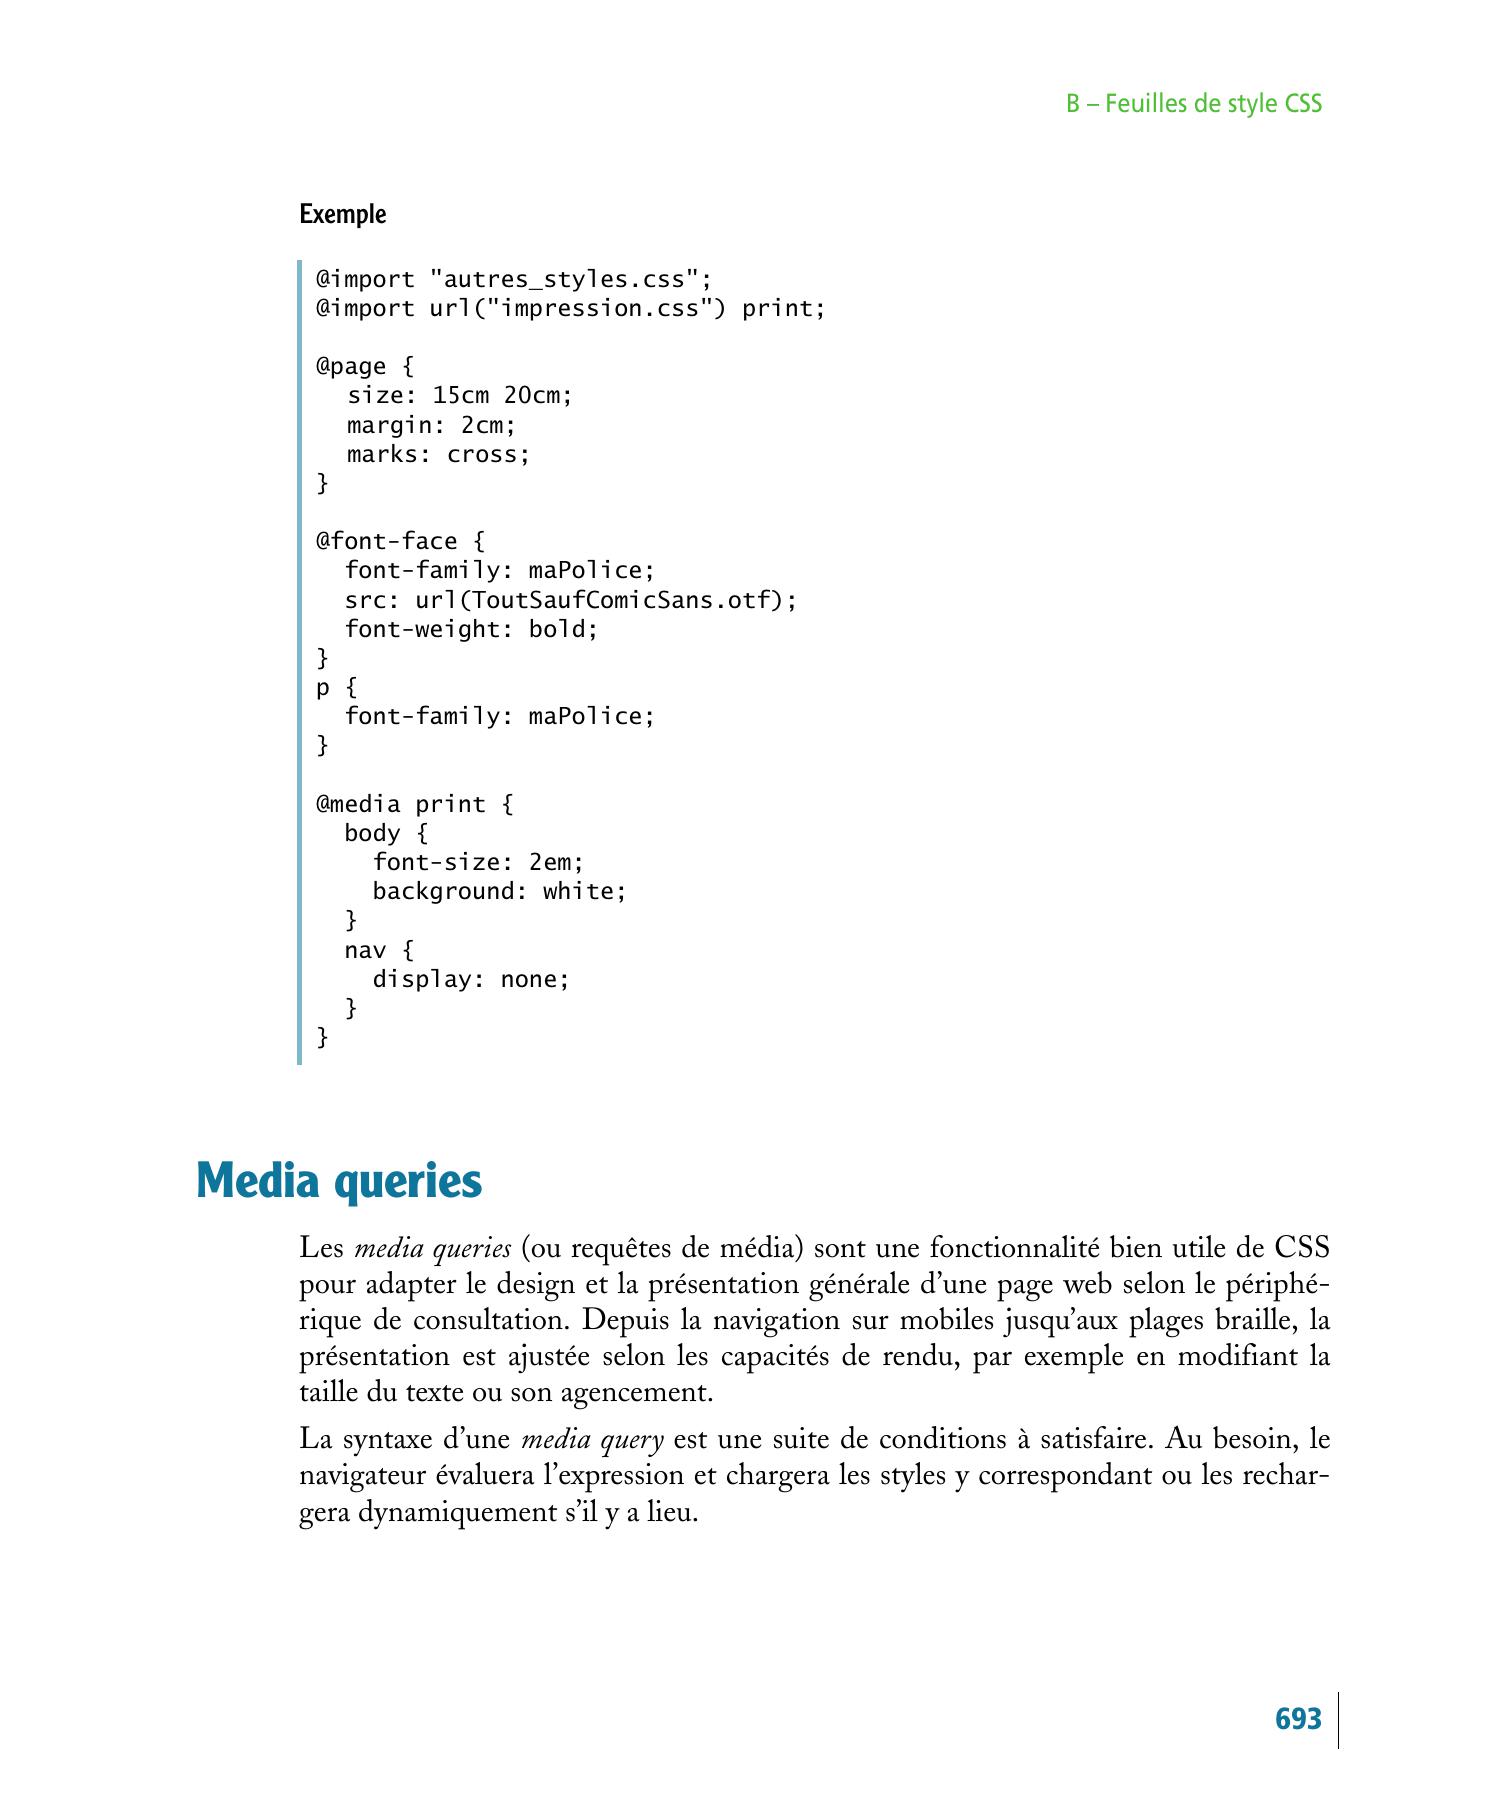 B – Feuilles de style CSS
Exemple
@import "autres_styles.css";
@import url("impression.css") print;
@page {
size: 15cm 20cm;
margin: 2cm;
marks: cross;
}
@font-face {
font-family: maPolice;
src: url(ToutSaufComicSans.otf);
font-weight: bold;
}
p {
font-family: maPolice;
}
@media print {
body {
font-size: 2em;
background: white;
}
nav {
display: none;
}
}
Media queries
Les media queries (ou requêtes de média) sont une fonctionnalité bien utile de CSS
pour adapter le design et la présentation générale d’une page web selon le périphé-
rique de consultation. Depuis la navigation sur mobiles jusqu’aux plages braille, la
présentation est ajustée selon les capacités de rendu, par exemple en modifiant la
taille du texte ou son agencement.
La syntaxe d’une media query est une suite de conditions à satisfaire. Au besoin, le
navigateur évaluera l’expression et chargera les styles y correspondant ou les rechar-
gera dynamiquement s’il y a lieu.
693